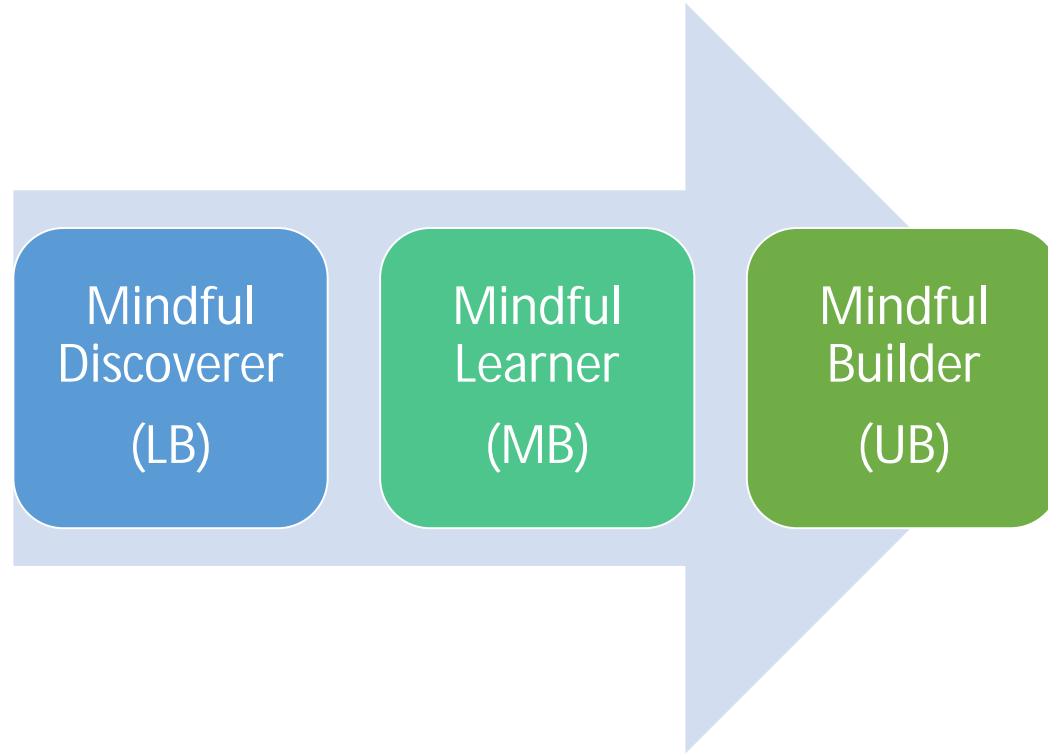 Mindful
Discoverer
(LB)
Mindful
Learner
(MB)
Mindful
Builder
(UB)